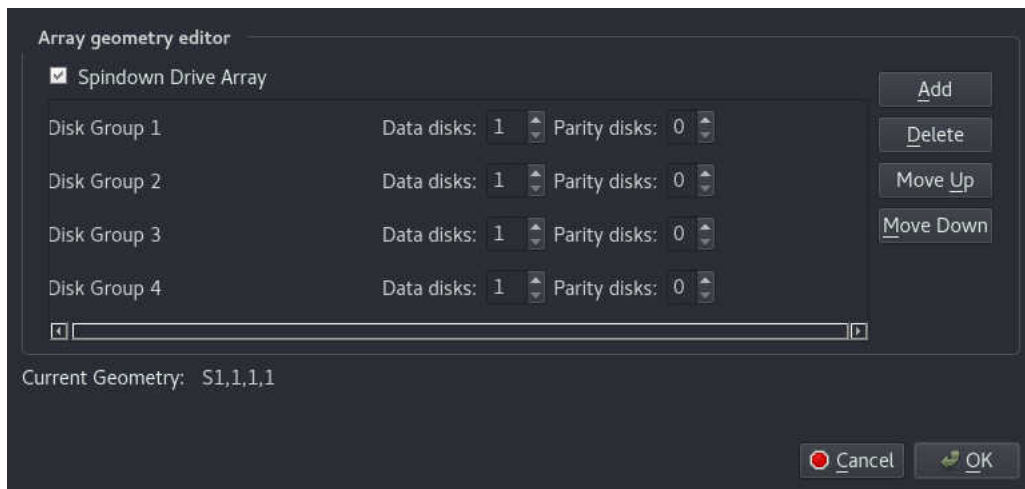 Array geometry editor
Spindown Drive Array
Add
Disk Group 1 Data disks: 1 Parity disks: 0
Delete
Disk Group 2 Data disks: 1 Parity disks: 0
Move Up
Disk Group 3 Data disks: 1 Parity disks: 0
Move Down
Disk Group 4 Data disks: 1 Parity disks: 0
Current Geometry: S1,1,1,1
Cancel OK